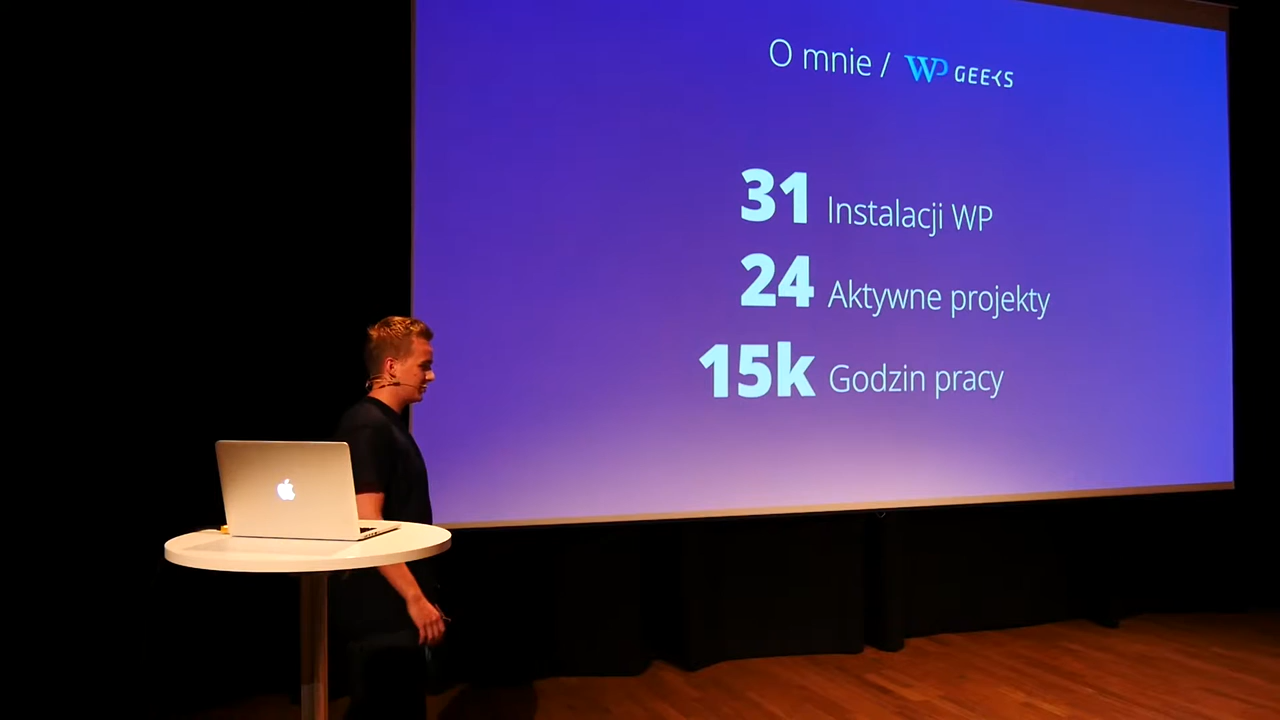 O mnie / WP GEEKS
31 Instalacji WP
24 Aktywne projekty
15k Godzin pracy